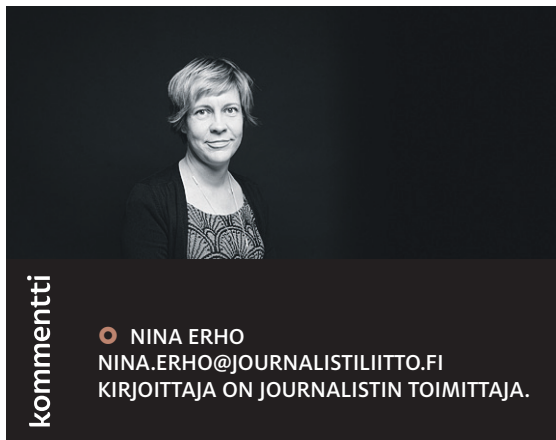 kommentti
NINA ERHO
NINA.ERHO@JOURNALISTILIITTO.FI
KIRJOITTAJA ON JOURNALISTIN TOIMITTAJA.